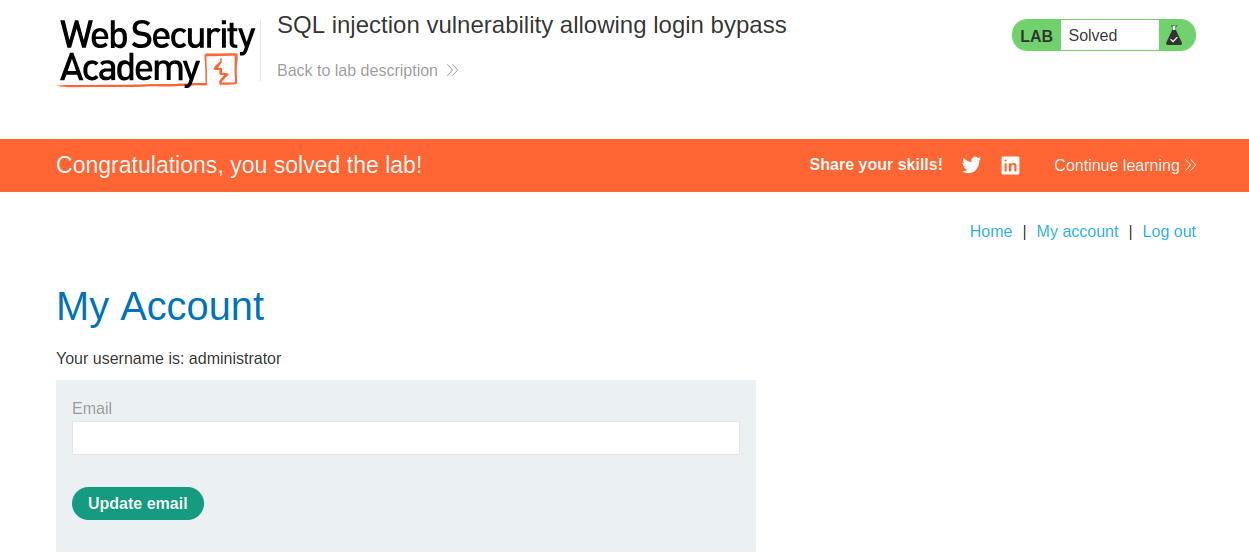 Web Security
Academy
SQL injection vulnerability allowing login bypass
Back to lab description
LAB Solved
Congratulations, you solved the lab!
Share your skills!
Continue learning
Home | My account | Log out
My Account
Your username is: administrator
Email
Update email